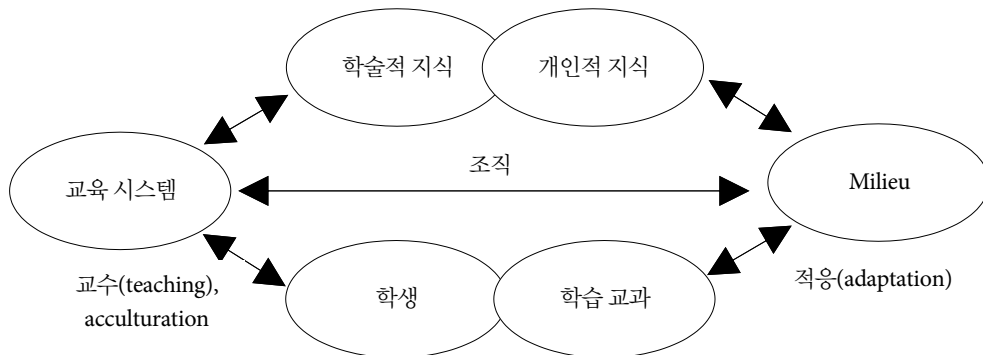 학술적 지식
개인적 지식
조직
교육 시스템
Milieu
교수(teaching),
acculturation
학생
학습 교과
적응(adaptation)